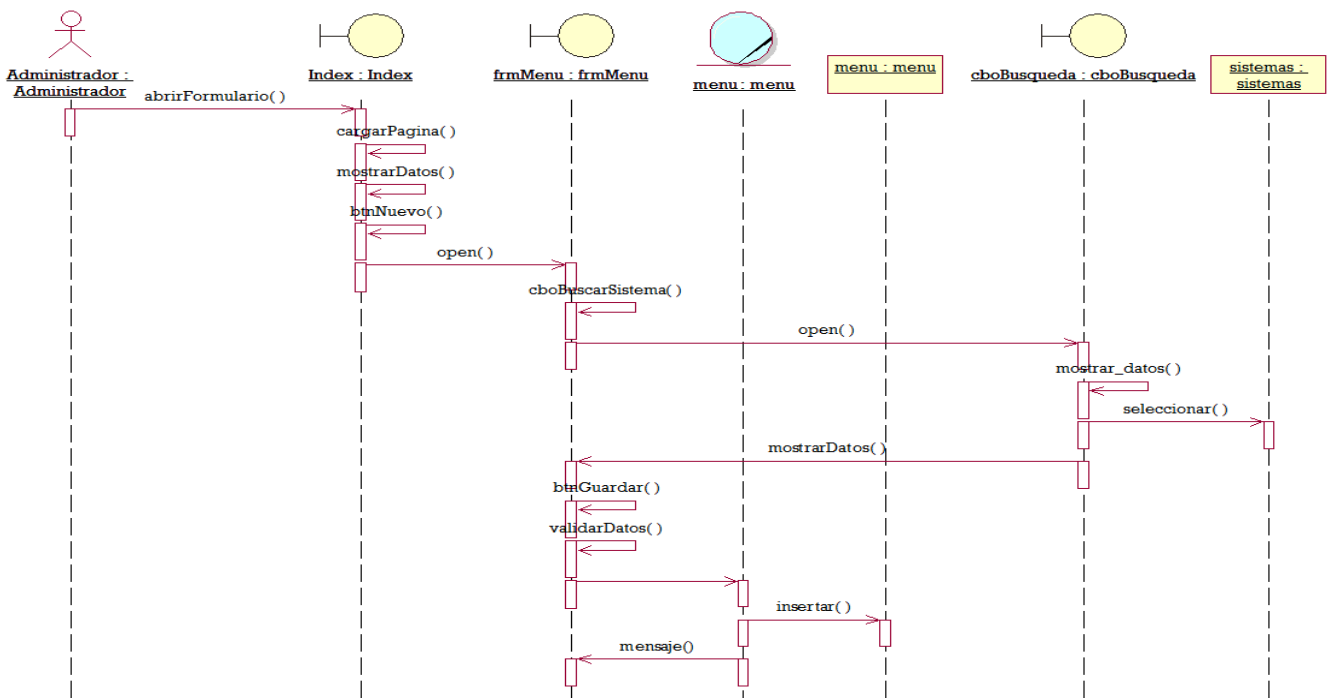 Administrador :
Administrador
Index : Index
frmMenu : frmMenu
menu : menu
menu : menu
cboBusqueda : cboBusqueda
sistemas :
sistemas
abrirFormulario( )
cargarPagina( )
mostrarDatos( )
btnNuevo( )
open( )
cboBuscarSistema( )
open( )
mostrar_datos( )
seleccionar( )
mostrarDatos( )
btnGuardar( )
validarDatos( )
insertar( )
mensaje()